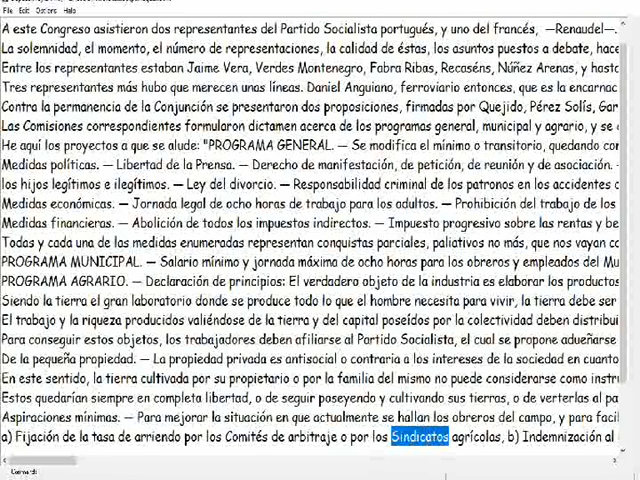 File Edit Options Help
A este Congreso asistieron dos representantes del Partido Socialista portugués, y uno del francés, —Renaudel—.
La solemnidad, el momento, el número de representaciones, la calidad de éstas, los asuntos puestos a debate, hace
Entre los representantes estaban Jaime Vera, Verdes Montenegro, Fabra Ribas, Recaséns, Núñez Arenas, y hasta
Tres representantes más hubo que merecen unas líneas. Daniel Anguiano, ferroviario entonces, que es la encarnac
Contra la permanencia de la Conjunción se presentaron dos proposiciones, firmadas por Quejido, Pérez Solís, Gar
Las Comisiones correspondientes formularon dictamen acerca de los programas general, municipal y agrario, y se
He aquí los proyectos a que se alude: "PROGRAMA GENERAL. — Se modifica el mínimo o transitorio, quedando con
Medidas políticas. — Libertad de la Prensa. — Derecho de manifestación, de petición, de reunión y de asociación.
los hijos legítimos e ilegítimos. — Ley del divorcio. — Responsabilidad criminal de los patronos en los accidentes
Medidas económicas. — Jornada legal de ocho horas de trabajo para los adultos. — Prohibición del trabajo de los
Medidas financieras. — Abolición de todos los impuestos indirectos. — Impuesto progresivo sobre las rentas y be
Todas y cada una de las medidas enumeradas representan conquistas parciales, paliativos no más, que nos vayan co
PROGRAMA MUNICIPAL. — Salario mínimo y jornada máxima de ocho horas para los obreros y empleados del Mu
PROGRAMA AGRARIO. — Declaración de principios: El verdadero objeto de la industria es elaborar los productos
Siendo la tierra el gran laboratorio donde se produce todo lo que el hombre necesita para vivir, la tierra debe ser
El trabajo y la riqueza producidos valiéndose de la tierra y del capital poseídos por la colectividad deben distribui
Para conseguir estos objetos, los trabajadores deben afiliarse al Partido Socialista, el cual se propone adueñarse
De la pequeña propiedad. — La propiedad privada es antisocial o contraria a los intereses de la sociedad en cuanto
En este sentido, la tierra cultivada por su propietario o por la familia del mismo no puede considerarse como instru
Estos quedarían siempre en completa libertad, o de seguir poseyendo y cultivando sus tierras, o de verterlas al pa
Aspiraciones mínimas. — Para mejorar la situación en que actualmente se hallan los obreros del campo, y para facil
a) Fijación de la tasa de arriendo por los Comités de arbitraje o por los Sindicatos agrícolas, b) Indemnización al